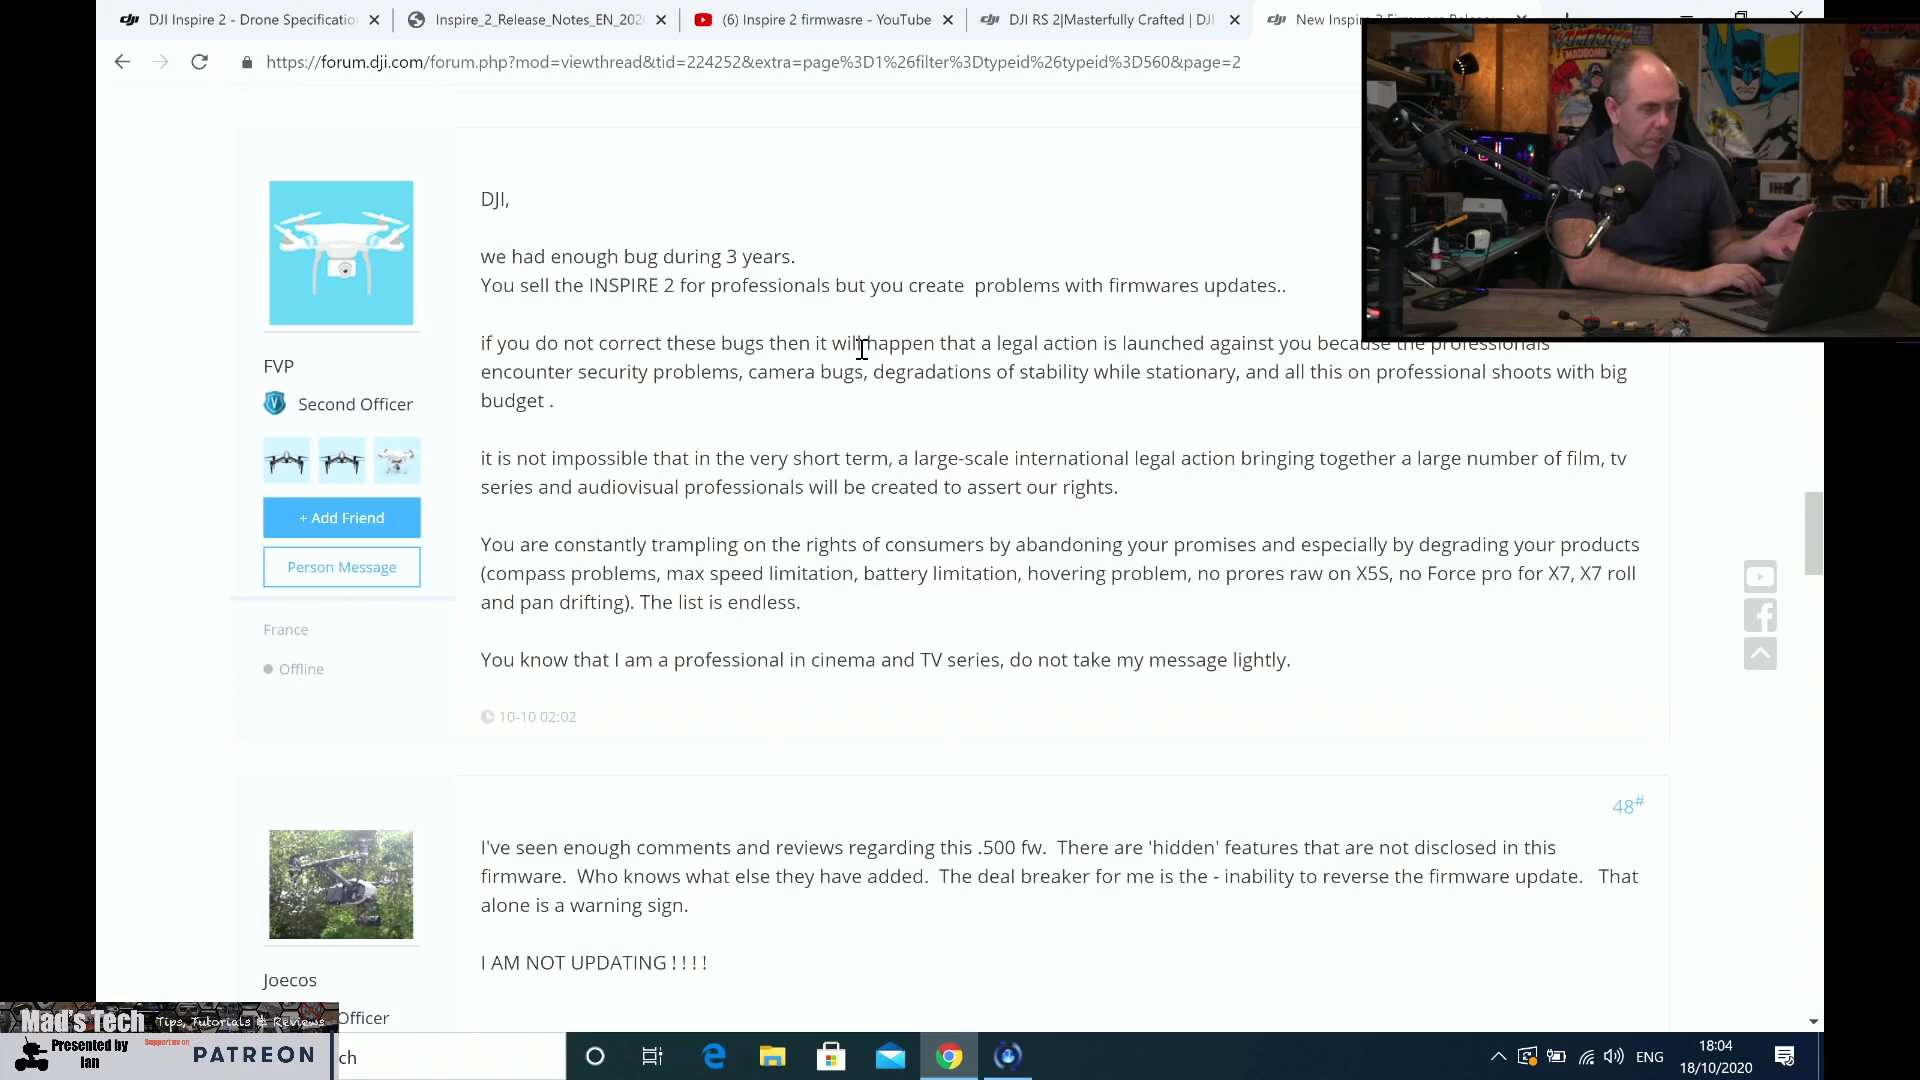 DJI Inspire 2 - Drone Specificatio
Inspire_2_Release_Notes_EN_202
(6) Inspire 2 firmwasre - YouTube
DJI RS 2|Masterfully Crafted | DJI
New Inspire 2 Firmware Releas
https://forum.dji.com/forum.php?mod=viewthread&tid=224252&extra=page%3D1%26filter%3Dtypeid%26typeid%3D560&page=2
DJI,
we had enough bug during 3 years.
You sell the INSPIRE 2 for professionals but you create  problems with firmwares updates..
if you do not correct these bugs then it will happen that a legal action is launched against you because the professionals
encounter security problems, camera bugs, degradations of stability while stationary, and all this on professional shoots with big
budget .
it is not impossible that in the very short term, a large-scale international legal action bringing together a large number of film, tv
series and audiovisual professionals will be created to assert our rights.
You are constantly trampling on the rights of consumers by abandoning your promises and especially by degrading your products
(compass problems, max speed limitation, battery limitation, hovering problem, no prores raw on X5S, no Force pro for X7, X7 roll
and pan drifting). The list is endless.
You know that I am a professional in cinema and TV series, do not take my message lightly.
10-10 02:02
FVP
Second Officer
+ Add Friend
Person Message
France
Offline
48#
I've seen enough comments and reviews regarding this .500 fw.  There are 'hidden' features that are not disclosed in this
firmware.  Who knows what else they have added.  The deal breaker for me is the - inability to reverse the firmware update.   That
alone is a warning sign.
I AM NOT UPDATING ! ! ! !
Joecos
Officer
Mad's Tech
Tips, Tutorials & Reviews
Presented by
Ian
Support me on
PATREON
ch
ENG
18:04
18/10/2020